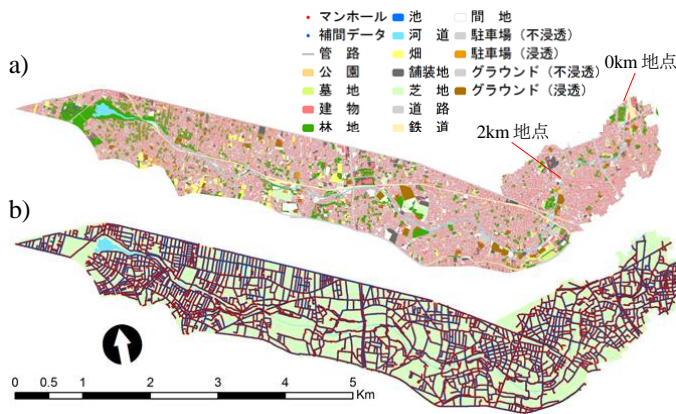 マンホール 池 間 地
補間データ 河 道 駐車場（不浸透）
管 路 畑 駐車場（浸透）
公 園 舗装地 グラウンド（不浸透）
墓 地 芝 地 グラウンド（浸透）
建 物 道 路
林 地 鉄 道
a)
0km 地点
2km 地点
b)
0 0.5 1 2 3 4 5
Km